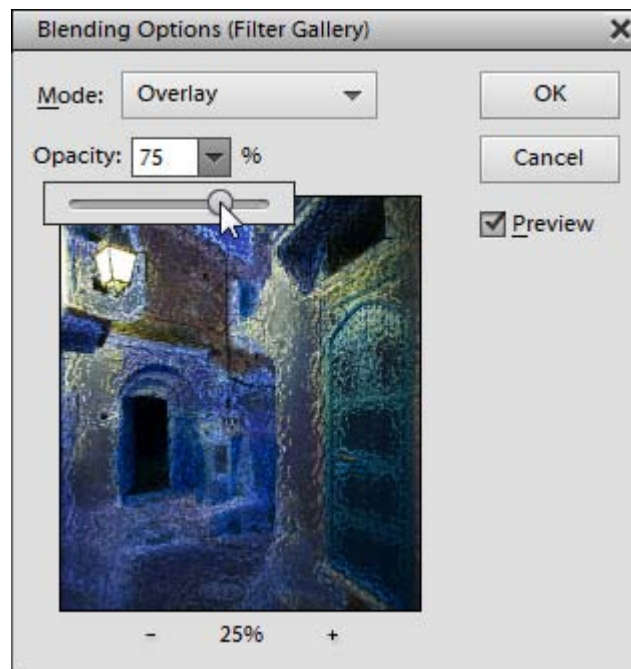 Blending Options (Filter Gallery)
Mode: Overlay
OK
Opacity: 75 %
Cancel
Preview
- 25% +